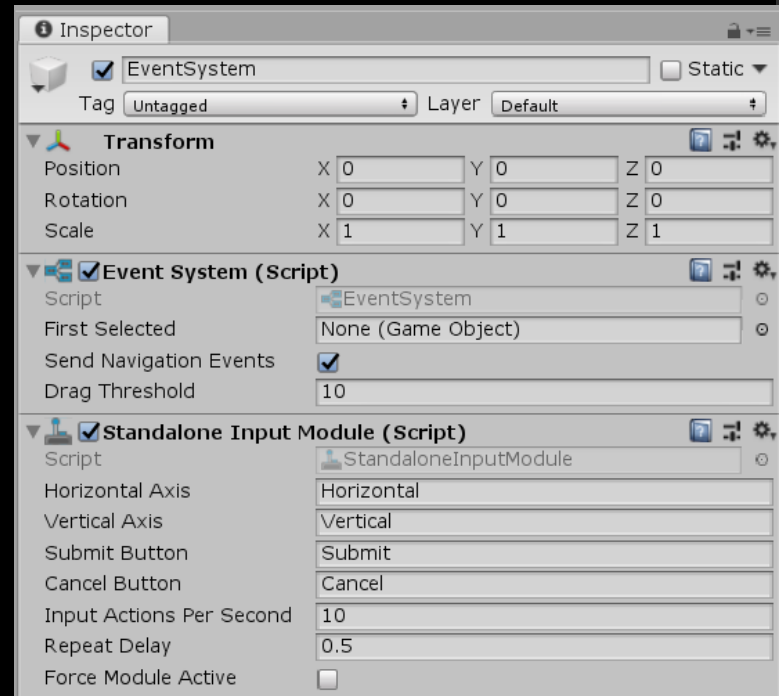 Inspector
EventSystem Static
Tag Untagged Layer Default
Transform
Position X 0 Y 0 Z 0
Rotation X 0 Y 0 Z 0
Scale X 1 Y 1 Z 1
Event System (Script)
Script EventSystem
First Selected None (Game Object)
Send Navigation Events
Drag Threshold 10
Standalone Input Module (Script)
Script StandaloneInputModule
Horizontal Axis Horizontal
Vertical Axis Vertical
Submit Button Submit
Cancel Button Cancel
Input Actions Per Second 10
Repeat Delay 0.5
Force Module Active